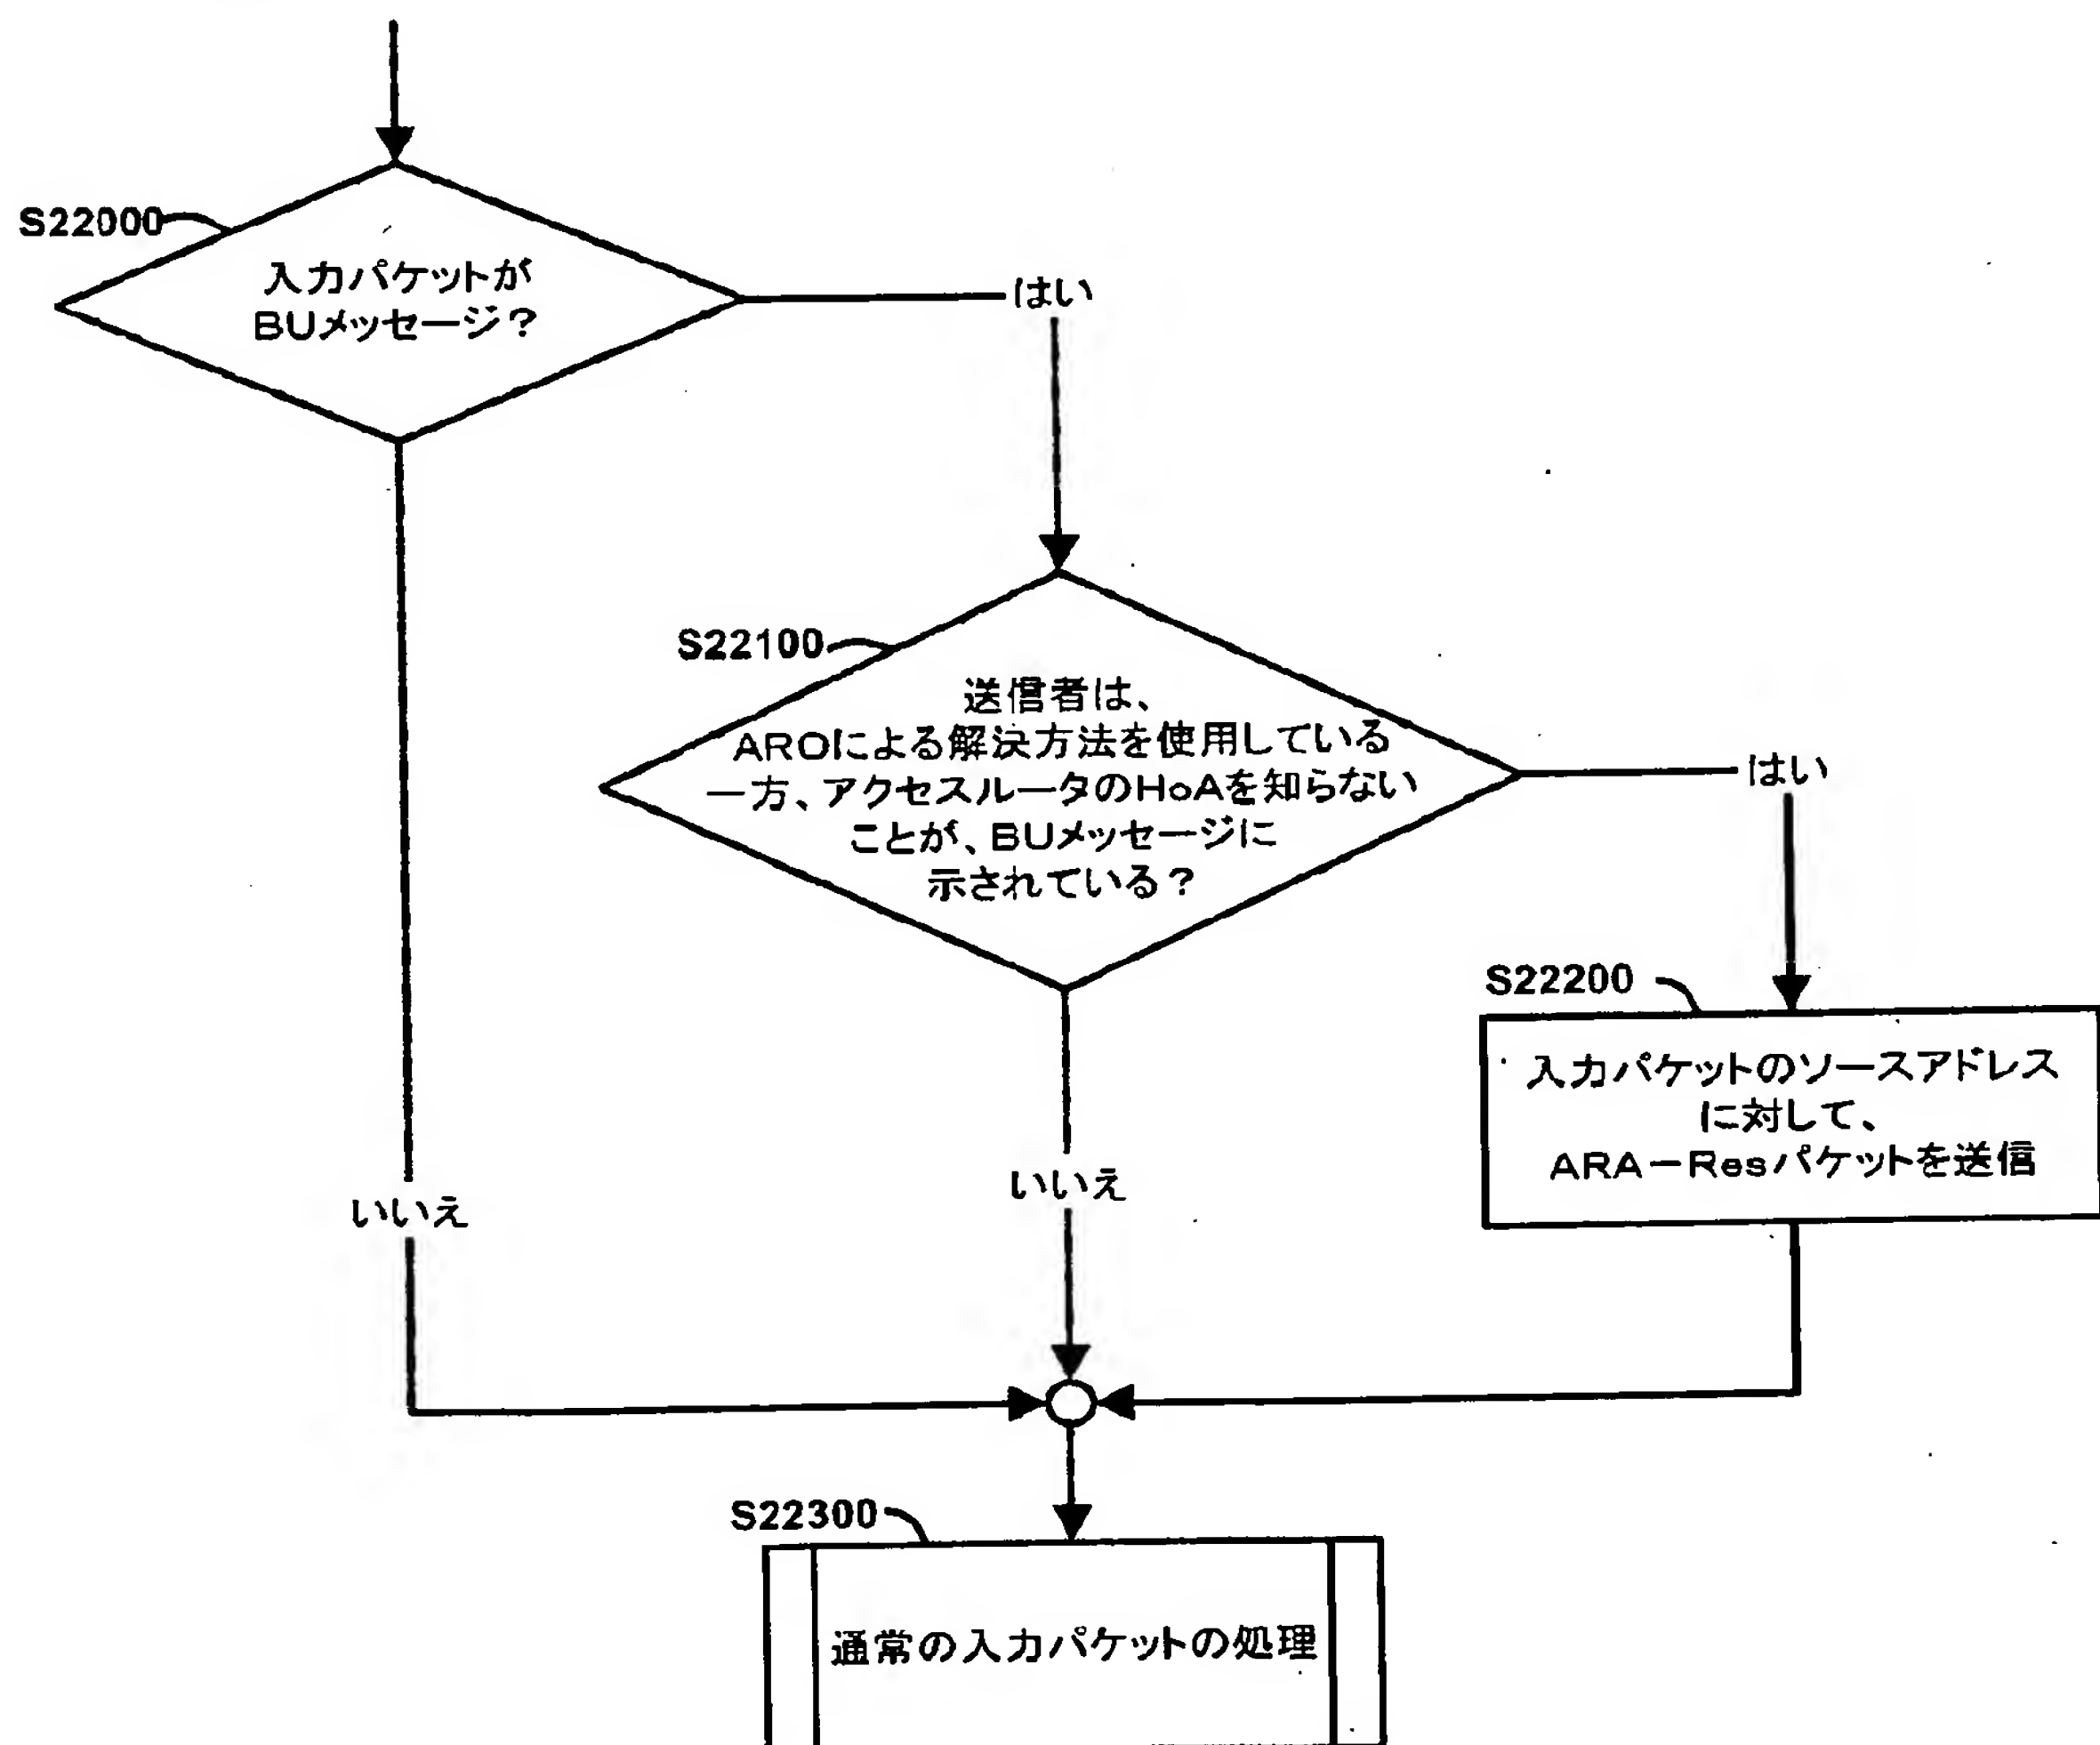 S22000
入力パケットが
BUメッセージ？
はい
S22100
送信者は、
AROによる解決方法を使用している
一方、アクセスルータのHoAを知らない
ことが、BUメッセージに
示されている？
はい
S22200
入力パケットのソースアドレス
に対して、
ARA－Resパケットを送信
いいえ
いいえ
S22300
通常の入力パケットの処理